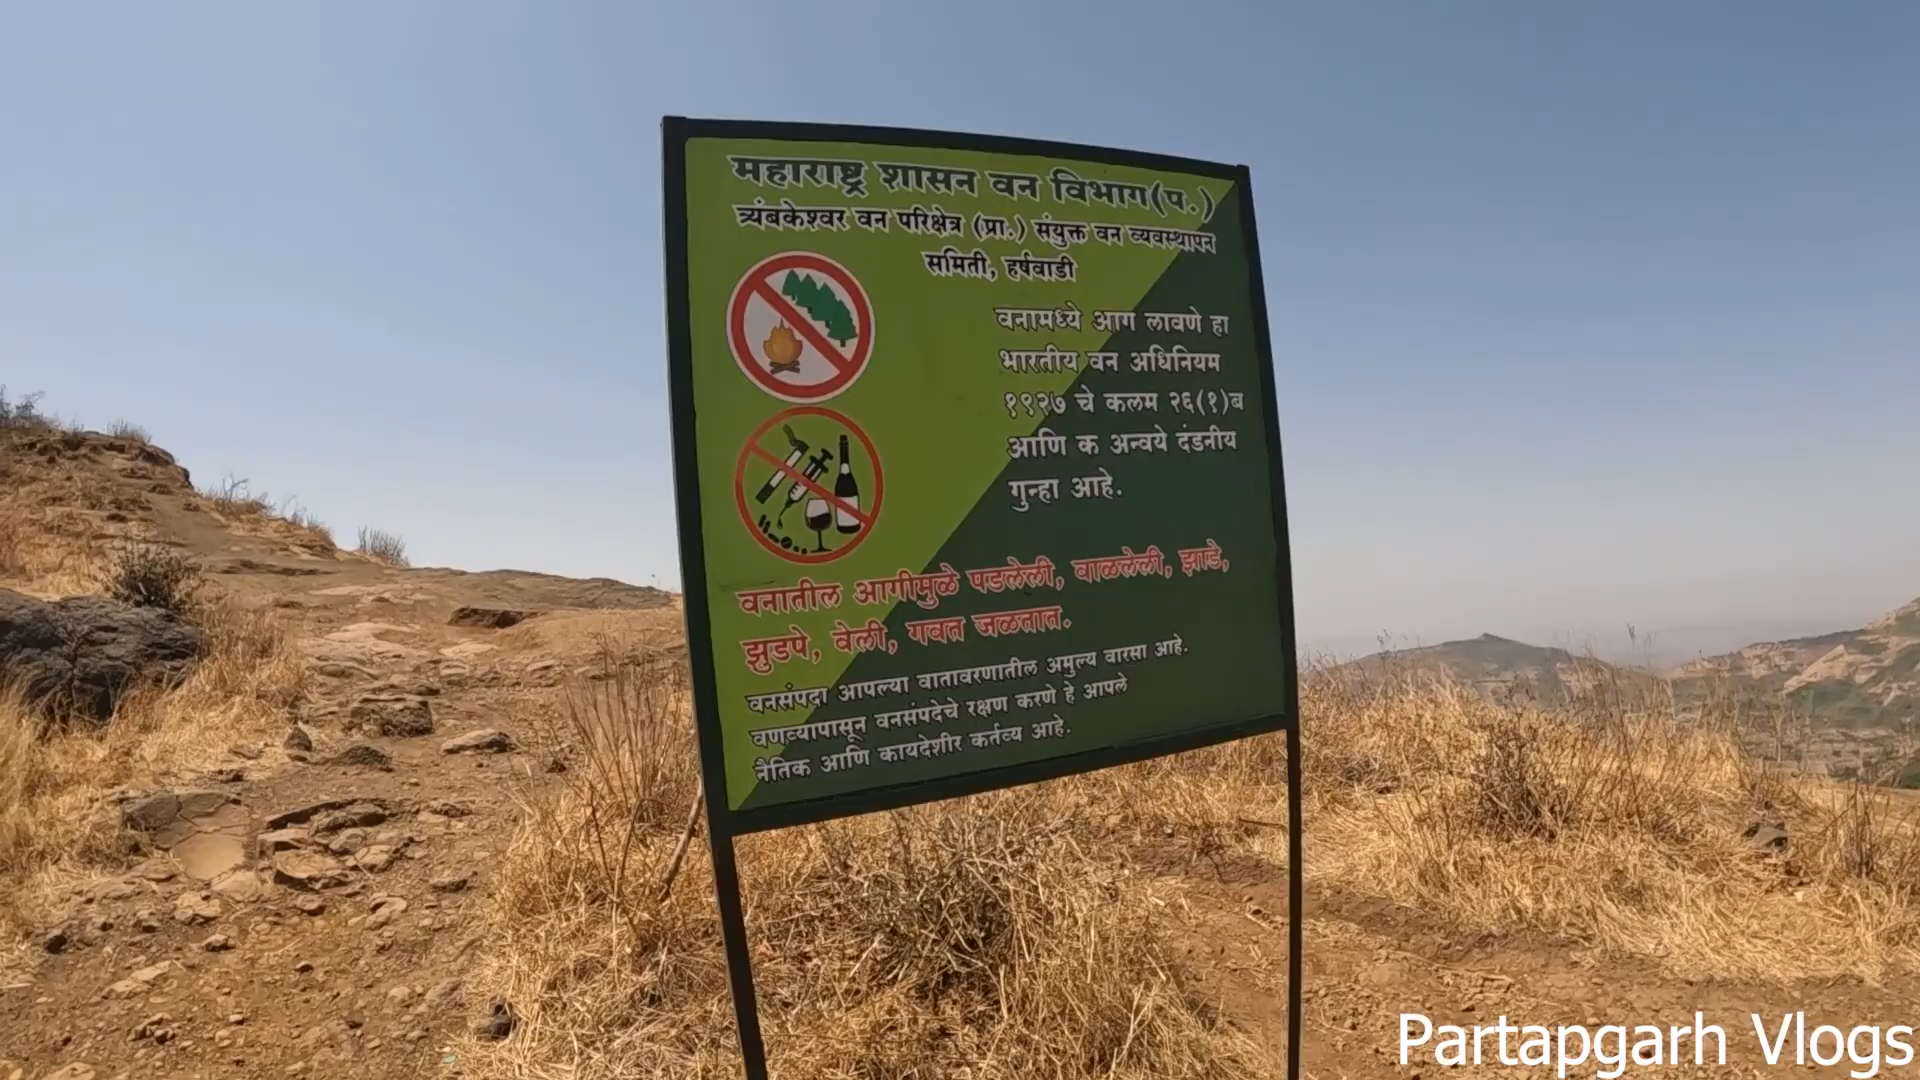 महाराष्ट्र शासन वन विभाग(प.)
त्र्यंबकेश्वर वन परिक्षेत्र (प्रा.) संयुक्त वन व्यवस्थापन
समिती, हर्षवाडी
वनामध्ये आग लावणे हा
भारतीय वन अधिनियम
१९२७ चे कलम २६(१)ब
आणि क अन्वये दंडनीय
गुन्हा आहे.
वनातील आगीमुळे पडलेली, वाळलेली, झाडे,
झुडपे, वेली, गवत जळतात.
वनसंपदा आपल्या वातावरणातील अमुल्य वारसा आहे.
वणव्यापासून वनसंपदेचे रक्षण करणे हे आपले
नैतिक आणि कायदेशीर कर्तव्य आहे.
Partapgarh Vlogs